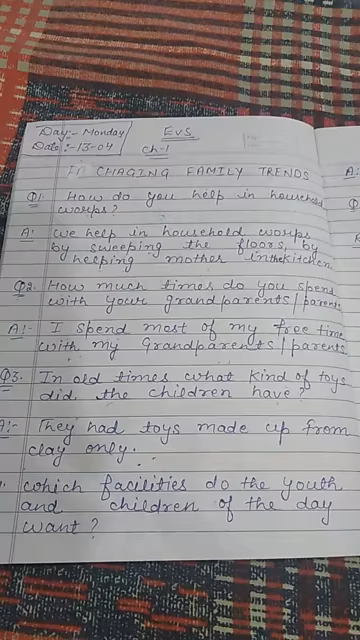 Day:- Monday
Date:-13-04
EVS
Ch-1
CHAGING FAMILY TRENDS
Q1. How do you help in household
worps?
A: we help in household worps
by sweeping the floors, by
helping mother in the kitchen
Q2. How much times do you spend
with your grandparents/parents
A:- I spend most of my free time
with my grandparents/parents
Q3. In old times what kind of toys
did the children have?
A:- They had toys made up from
clay only.
which facilities do the youth
and children of the day
want?
A:
Q